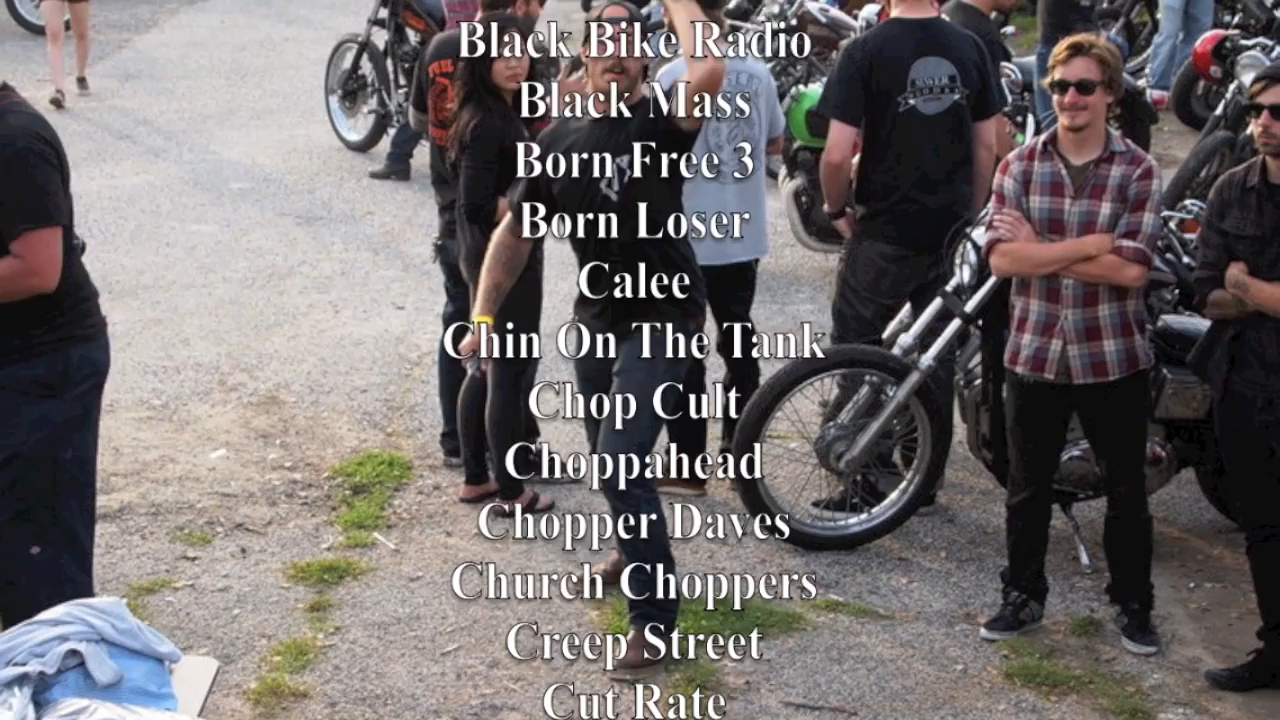 Black Bike Radio
Black Mass
Born Free 3
Born Loser
Calee
Chin On The Tank
Chop Cult
Choppahead
Chopper Daves
Church Choppers
Creep Street
Cut Rate